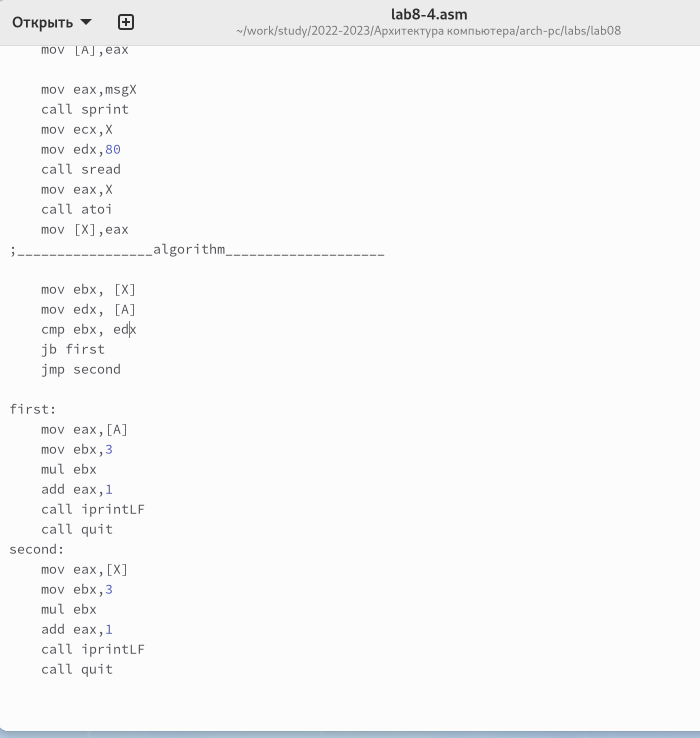 Открыть
lab8-4.asm
~/work/study/2022-2023/Архитектура компьютера/arch-pc/labs/lab08
mov [A],eax
mov eax,msgX
call sprint
mov ecx,X
mov edx,80
call sread
mov eax,X
call atoi
mov [X],eax
;_________________algorithm____________________
mov ebx, [X]
mov edx, [A]
cmp ebx, edx
jb first
jmp second
first:
mov eax,[A]
mov ebx,3
mul ebx
add eax,1
call iprintLF
call quit
second:
mov eax,[X]
mov ebx,3
mul ebx
add eax,1
call iprintLF
call quit